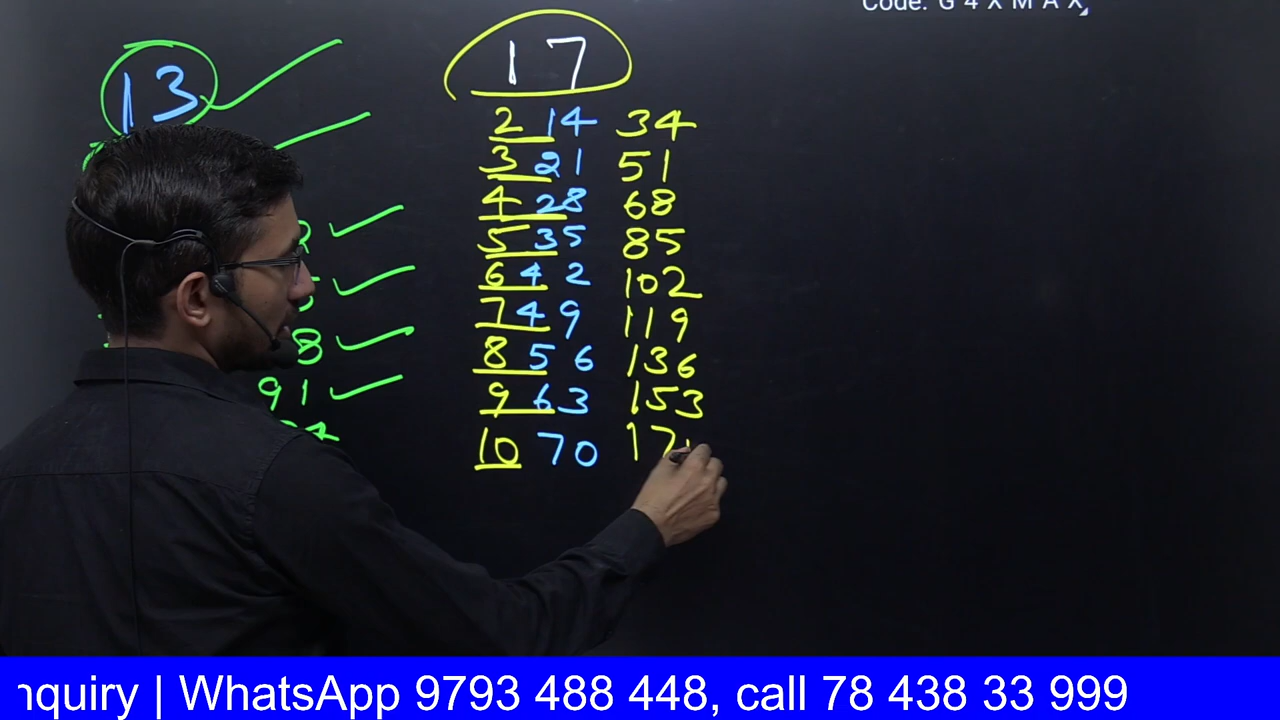 Code: G 4 X M A X
13
17
2 14 34
3 21 51
4 28 68
5 35 85
6 42 102
7 49 119
8 56 136
9 63 153
10 70 17
8
91
nquiry | WhatsApp 9793 488 448, call 78 438 33 999